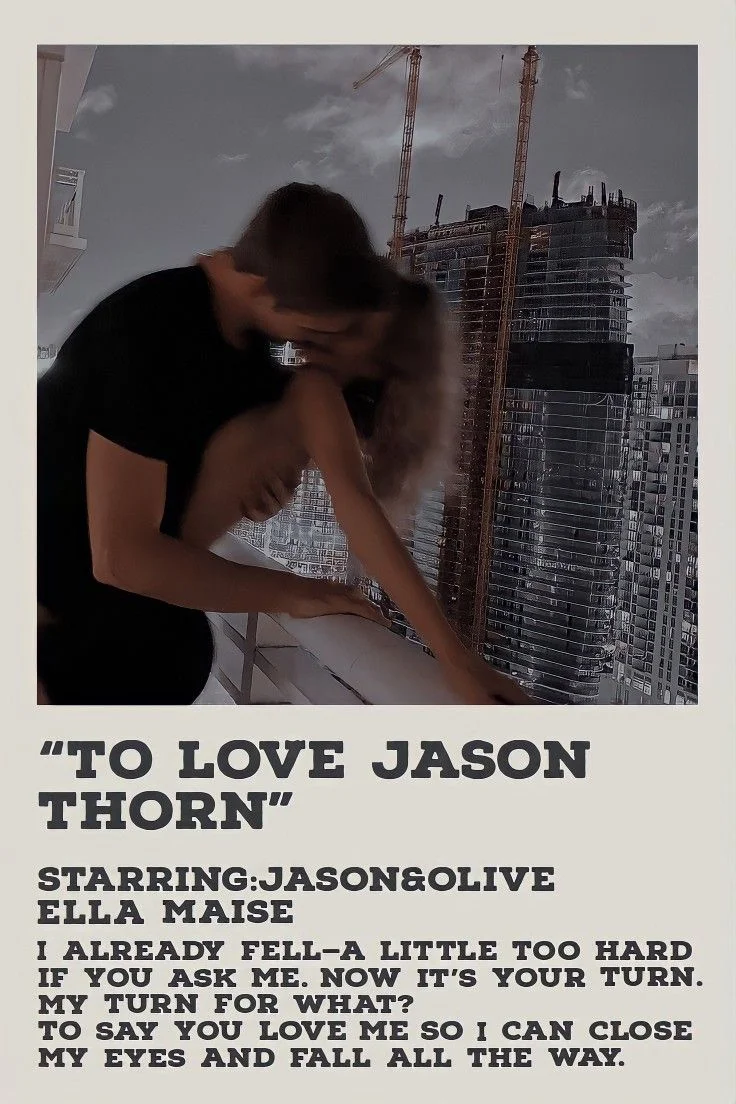 “TO LOVE JASON
THORN”
STARRING:JASON&OLIVE
ELLA MAISE
I ALREADY FELL—A LITTLE TOO HARD
IF YOU ASK ME. NOW IT’S YOUR TURN.
MY TURN FOR WHAT?
TO SAY YOU LOVE ME SO I CAN CLOSE
MY EYES AND FALL ALL THE WAY.